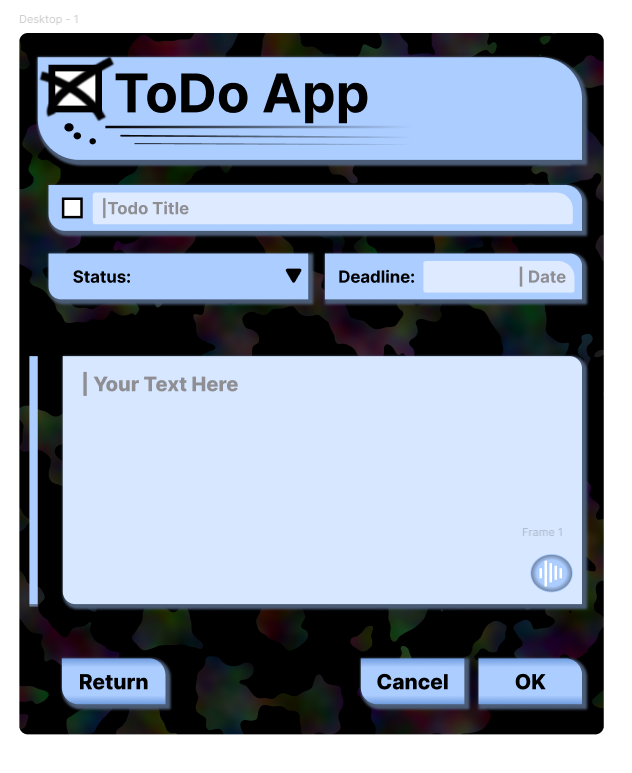 Desktop - 1
ToDo App
Todo Title
Status:
Deadline:
Date
Your Text Here
Frame 1
Return
Cancel
OK